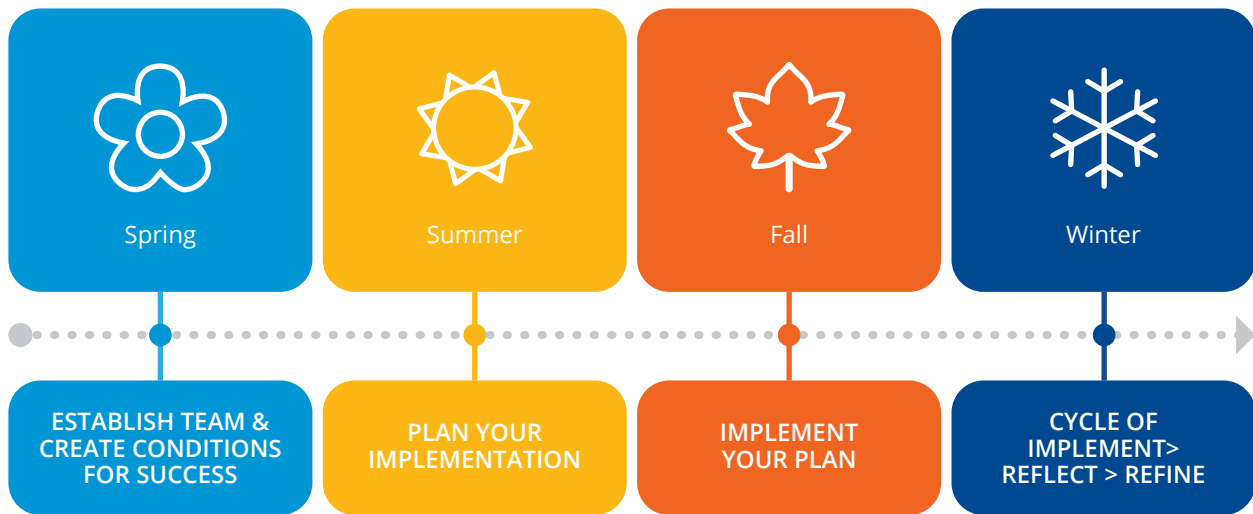 Spring
Summer
Fall
Winter
ESTABLISH TEAM &
CREATE CONDITIONS
FOR SUCCESS
PLAN YOUR
IMPLEMENTATION
IMPLEMENT
YOUR PLAN
CYCLE OF
IMPLEMENT>
REFLECT > REFINE